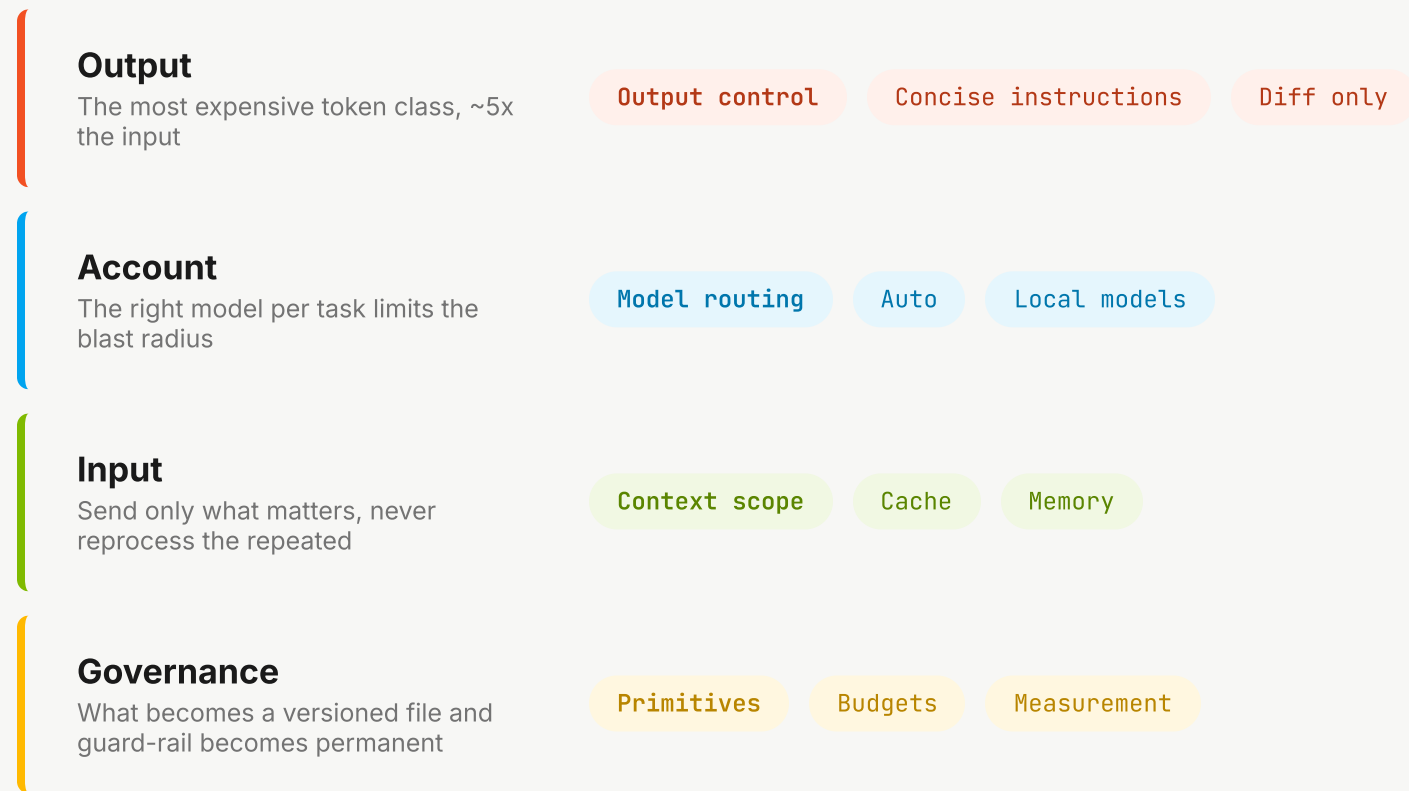 Output
The most expensive token class, ~5x
the input
Output control
Concise instructions
Diff only
Account
The right model per task limits the
blast radius
Model routing
Auto
Local models
Input
Send only what matters, never
reprocess the repeated
Context scope
Cache
Memory
Governance
What becomes a versioned file and
guard-rail becomes permanent
Primitives
Budgets
Measurement